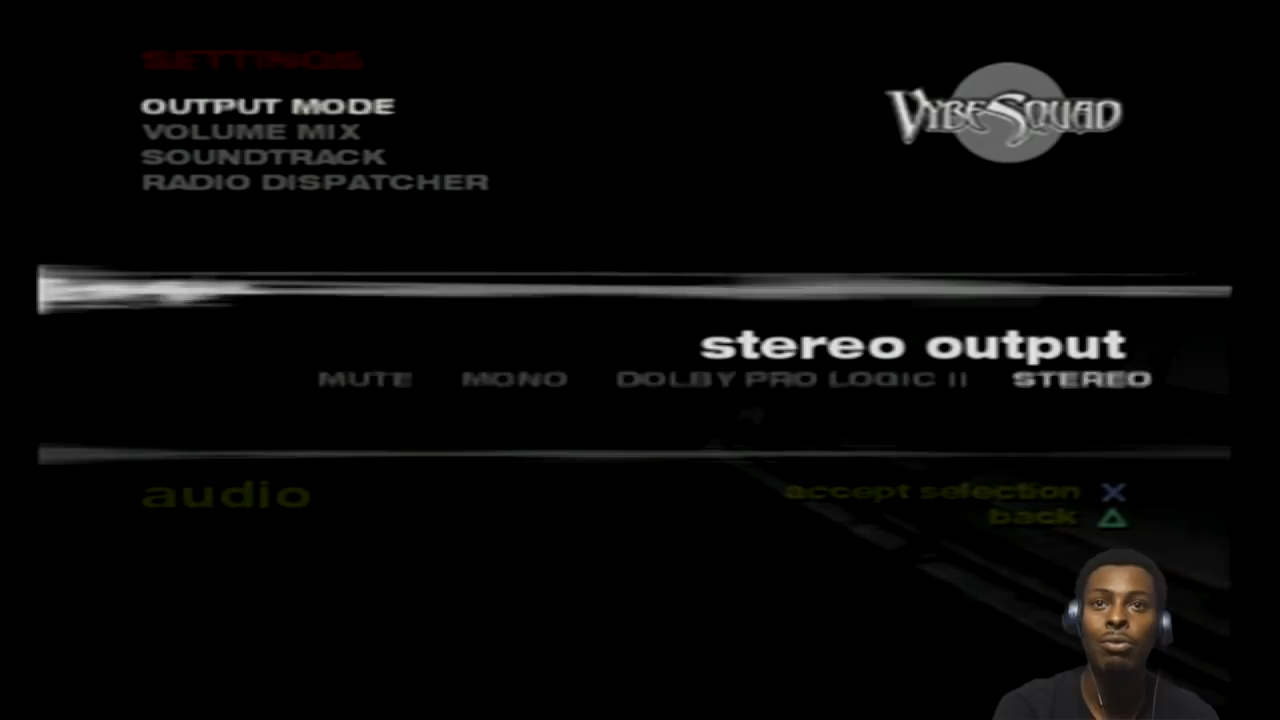 SETTINGS
OUTPUT MODE
VOLUME MIX
SOUNDTRACK
RADIO DISPATCHER
VYBESQUAD
stereo output
MUTE MONO DOLBY PRO LOGIC II STEREO
audio
accept selection
back